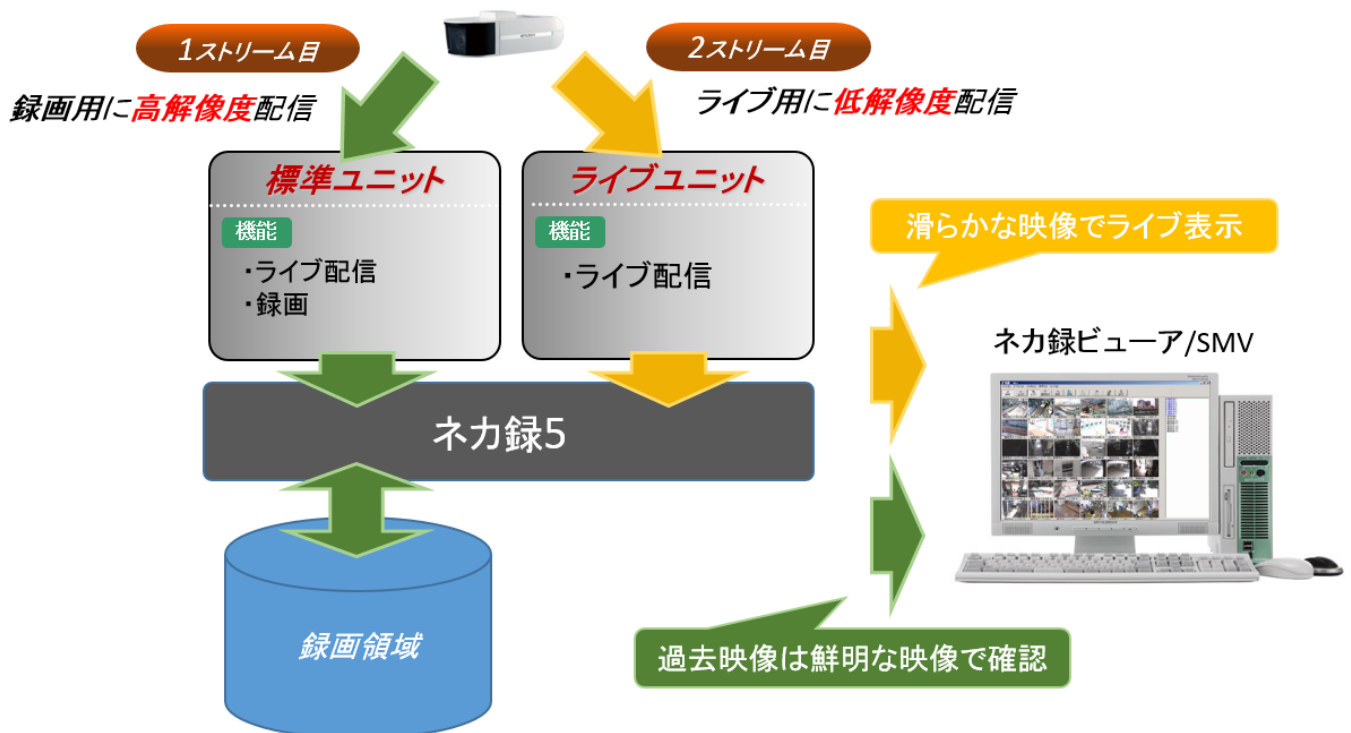 1ストリーム目
2ストリーム目
録画用に高解像度配信
ライブ用に低解像度配信
標準ユニット
機能
・ライブ配信
・録画
ライブユニット
機能
・ライブ配信
滑らかな映像でライブ表示
ネカ録ビューア/SMV
ネカ録5
録画領域
過去映像は鮮明な映像で確認